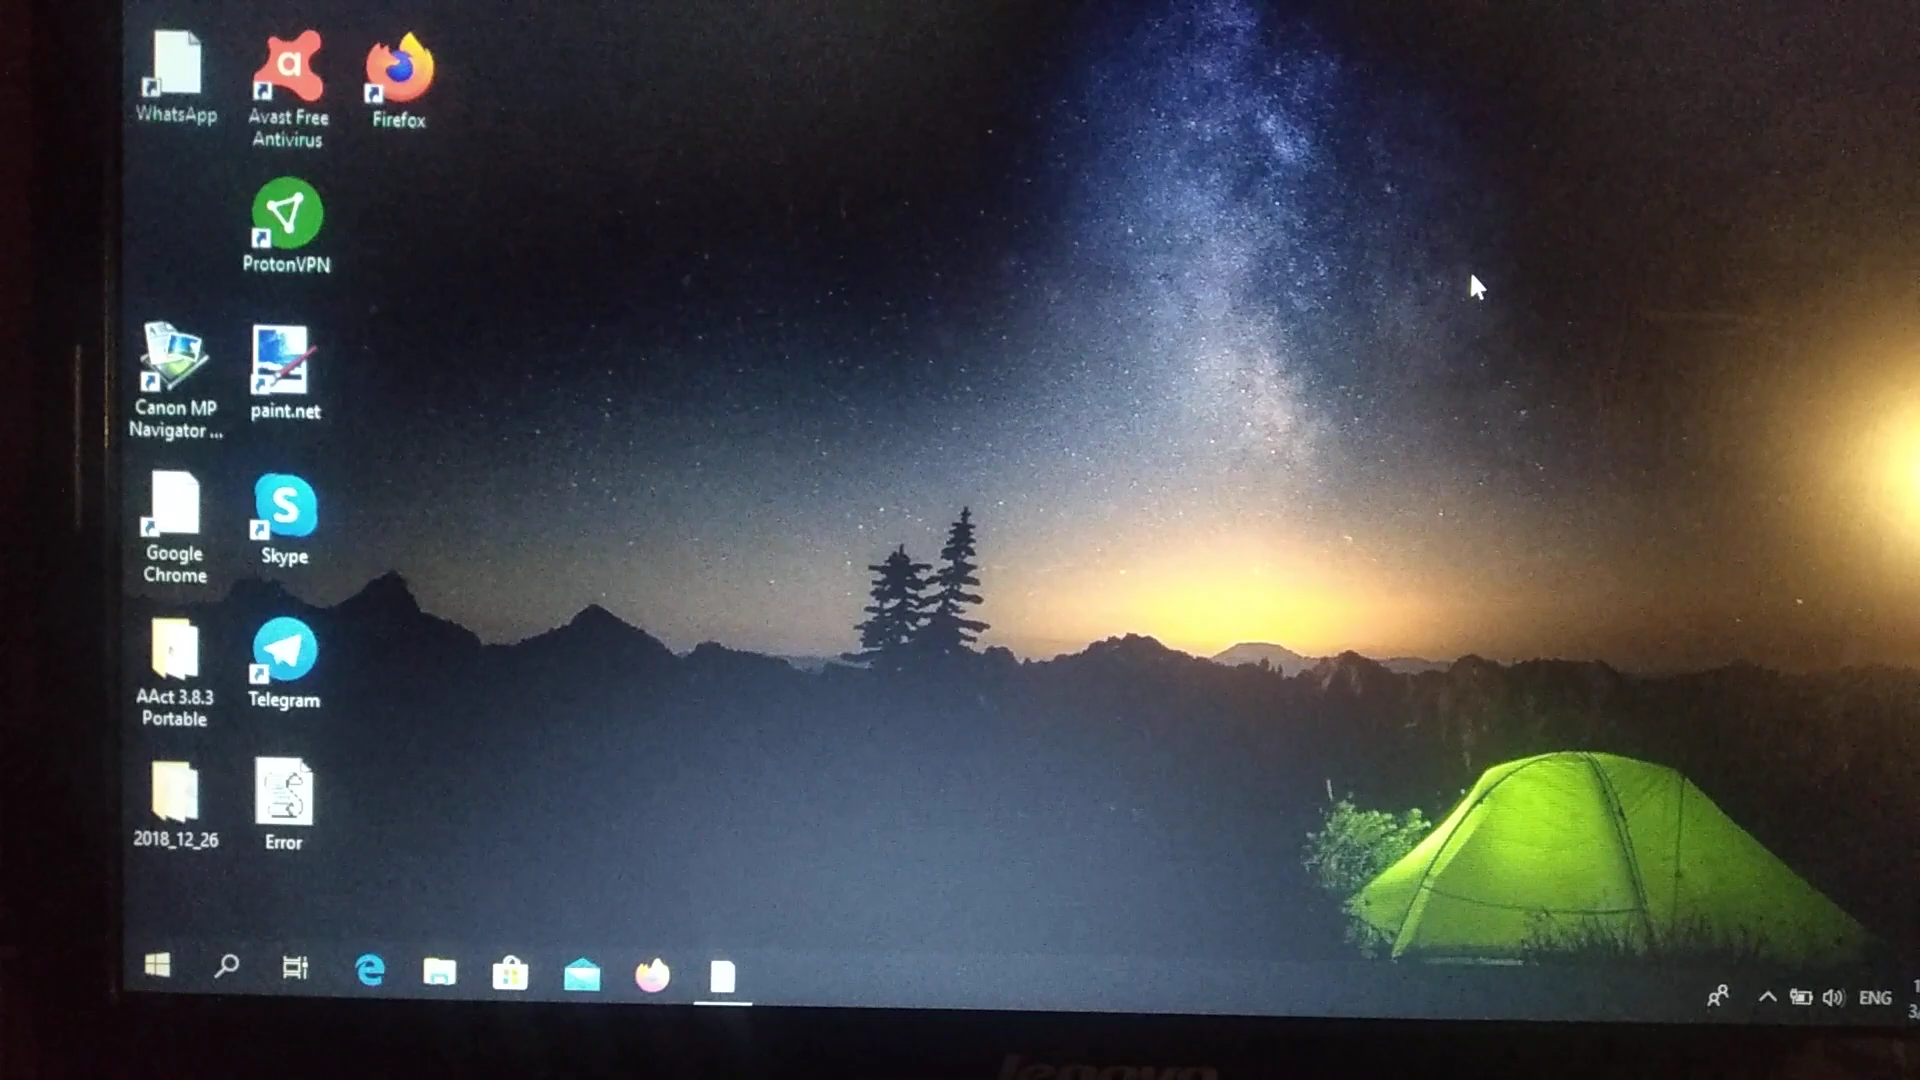 WhatsApp
Avast Free
Antivirus
Firefox
ProtonVPN
Canon MP
Navigator ...
paint.net
Google
Chrome
Skype
AAct 3.8.3
Portable
Telegram
2018_12_26
Error
ENG
lenovo